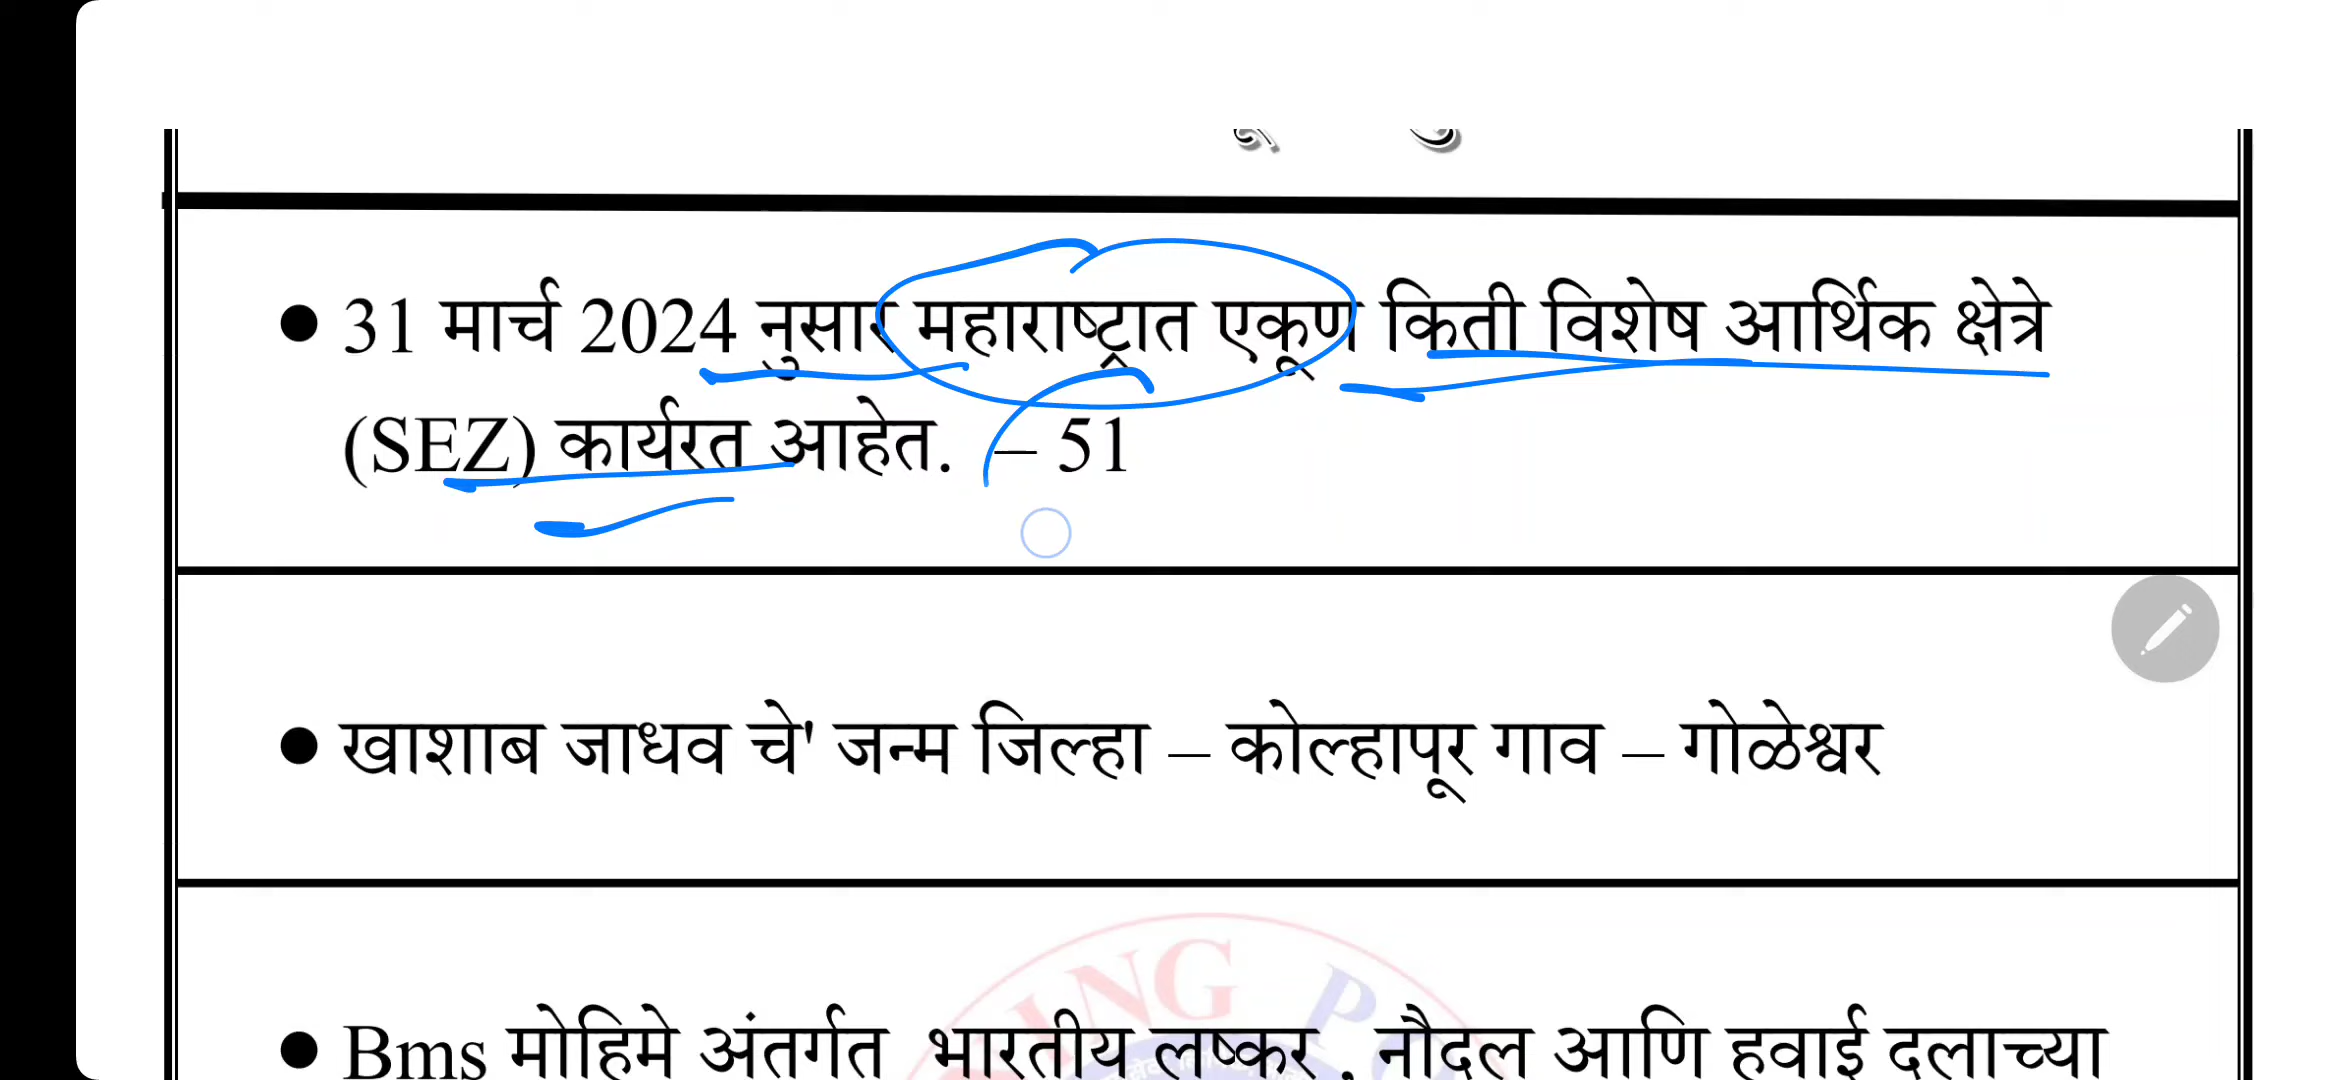 ● 31 मार्च 2024 नुसार महाराष्ट्रात एकूण किती विशेष आर्थिक क्षेत्रे
(SEZ) कार्यरत आहेत. – 51
● खाशाब जाधव चे' जन्म जिल्हा – कोल्हापूर गाव – गोळेश्वर
ING P
● Bms मोहिमे अंतर्गत भारतीय लष्कर , नौदल आणि हवाई दलाच्या